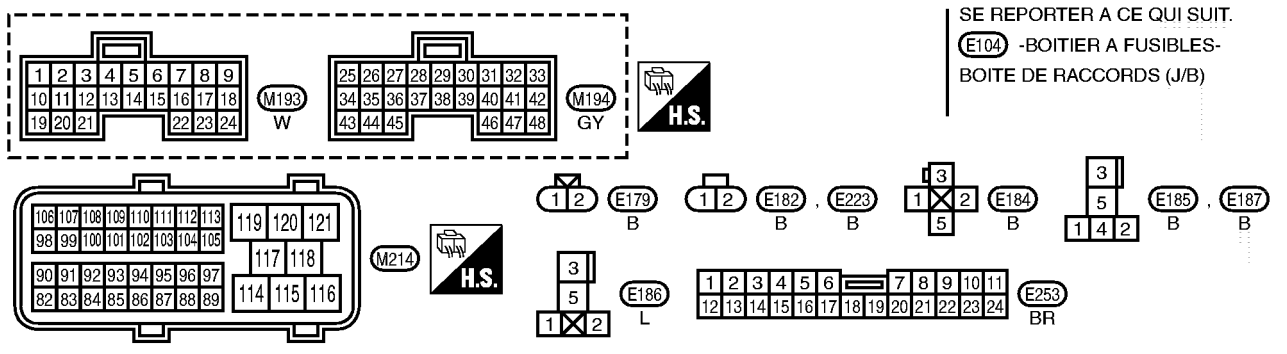 SE REPORTER A CE QUI SUIT.
E104 -BOITIER A FUSIBLES-
BOITE DE RACCORDS (J/B)
1 2 3 4 5 6 7 8 9
10 11 12 13 14 15 16 17 18
19 20 21 22 23 24
M193
W
25 26 27 28 29 30 31 32 33
34 35 36 37 38 39 40 41 42
43 44 45 46 47 48
M194
GY
H.S.
106 107 108 109 110 111 112 113
98 99 100 101 102 103 104 105
90 91 92 93 94 95 96 97
82 83 84 85 86 87 88 89
119 120 121
117 118
114 115 116
M214
H.S.
1 2
E179
B
1 2
E182 , E223
B B
3
1 2
5
E184
B
3
5
1 4 2
E185 , E187
B B
3
5
1 2
E186
L
1 2 3 4 5 6 7 8 9 10 11
12 13 14 15 16 17 18 19 20 21 22 23 24
E253
BR